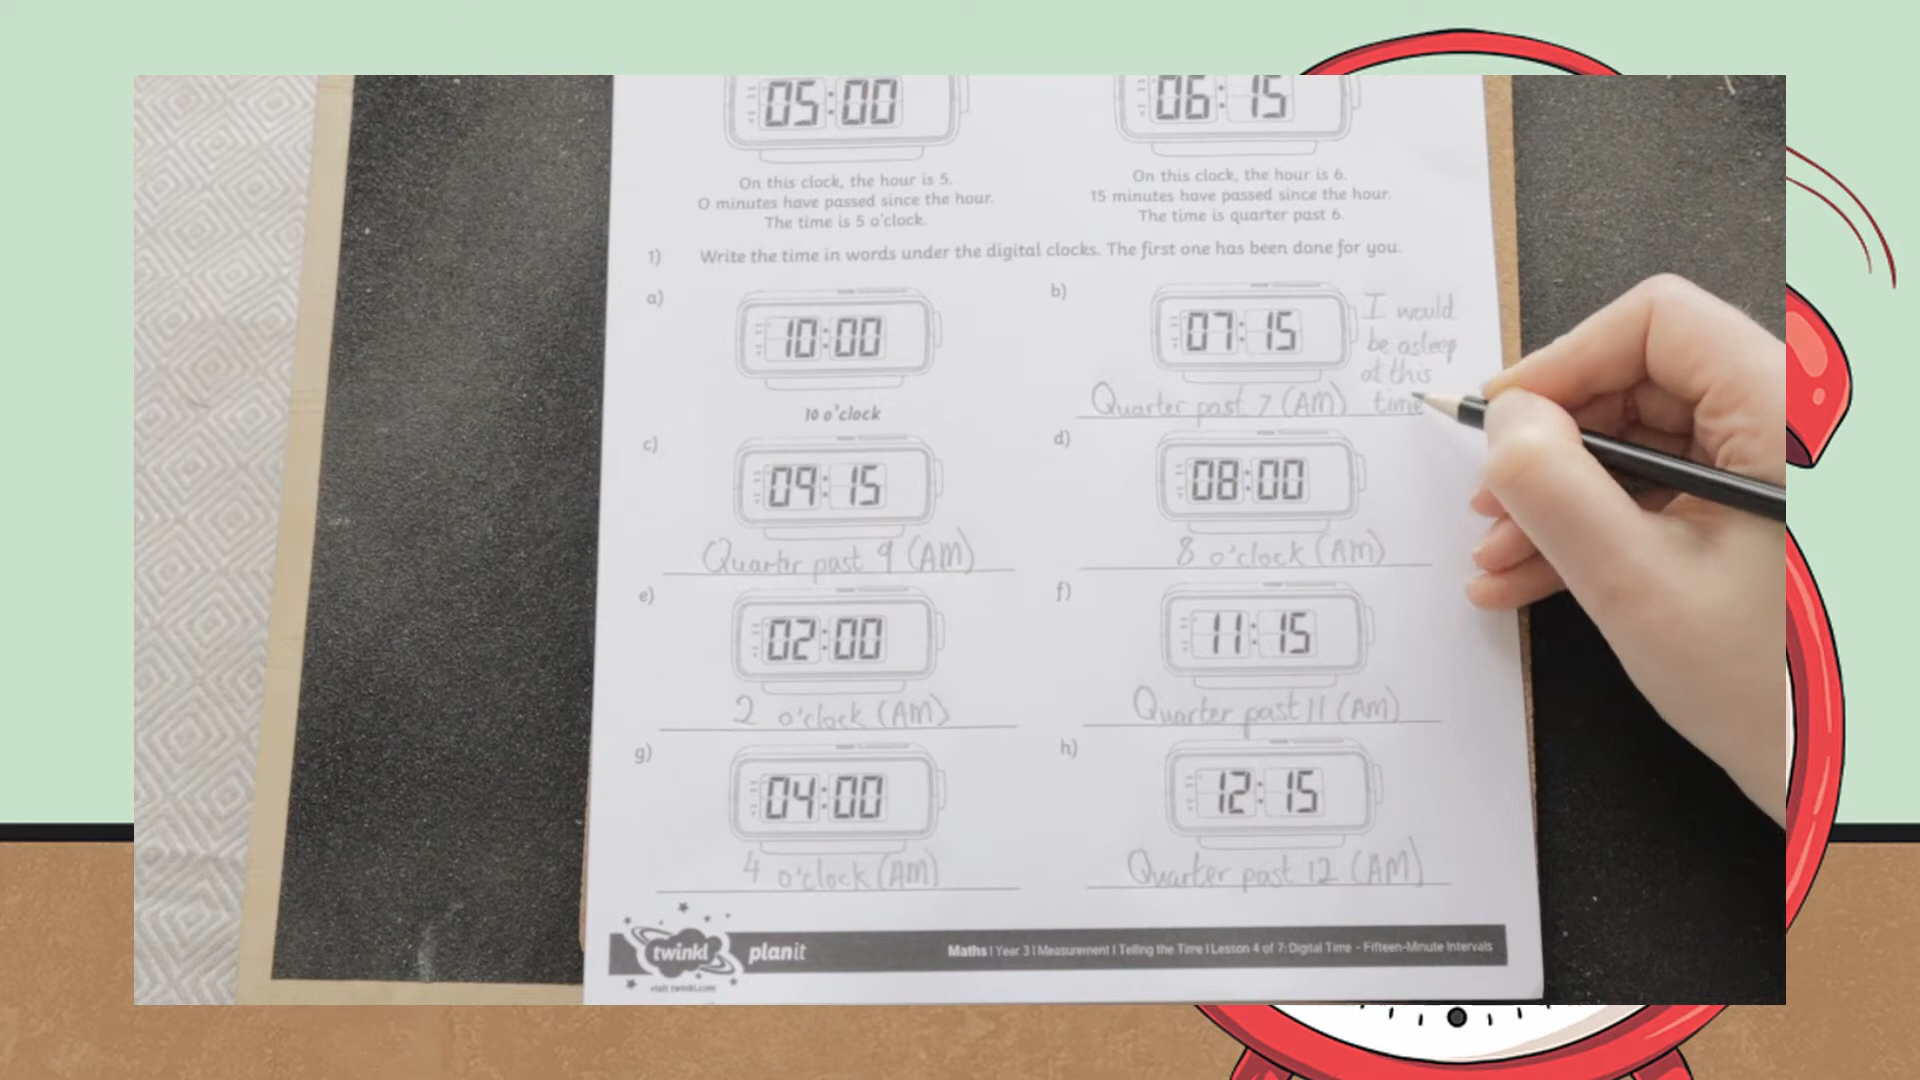 05:00
06:15
On this clock, the hour is 5.
0 minutes have passed since the hour.
The time is 5 o'clock.
On this clock, the hour is 6.
15 minutes have passed since the hour.
The time is quarter past 6.
1) Write the time in words under the digital clocks. The first one has been done for you.
a)
10:00
10 o'clock
b)
07:15
I would
be asleep
at this
time
Quarter past 7 (AM)
c)
09:15
Quarter past 9 (AM)
d)
08:00
8 o'clock (AM)
e)
02:00
2 o'clock (AM)
f)
11:15
Quarter past 11 (AM)
g)
04:00
4 o'clock (AM)
h)
12:15
Quarter past 12 (AM)
twinkl planit
visit twinkl.com
Maths | Year 3 | Measurement | Telling the Time | Lesson 4 of 7: Digital Time - Fifteen-Minute Intervals